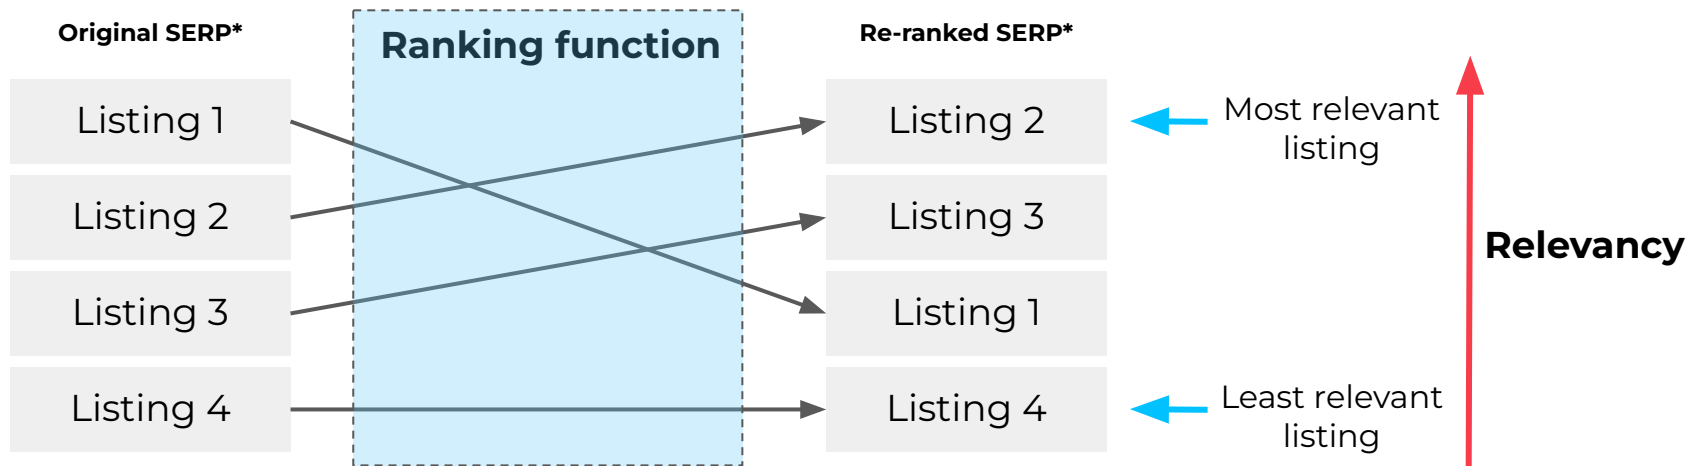 Original SERP*
Ranking function
Re-ranked SERP*
Listing 1
Listing 2
Most relevant
listing
Listing 2
Listing 3
Relevancy
Listing 3
Listing 1
Listing 4
Listing 4
Least relevant
listing